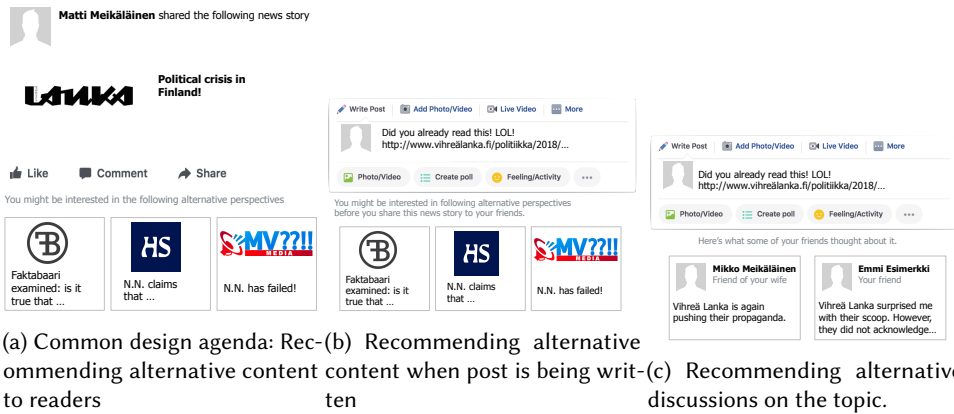 Matti Meikäläinen shared the following news story
LANKA
Political crisis in
Finland!
Like
Comment
Share
You might be interested in the following alternative perspectives
FB
Faktabaari
examined: is it
true that ...
HS
N.N. claims
that ...
MV??!!
MEDIA
N.N. has failed!
(a) Common design agenda: Rec-
ommending alternative content
to readers
Write Post
Add Photo/Video
Live Video
More
Did you already read this! LOL!
http://www.vihreälanka.fi/politiikka/2018/...
Photo/Video
Create poll
Feeling/Activity
You might be interested in following alternative perspectives
before you share this news story to your friends.
FB
Faktabaari
examined: is it
true that ...
HS
N.N. claims
that ...
MV??!!
MEDIA
N.N. has failed!
(b) Recommending alternative
content when post is being writ-
ten
Write Post
Add Photo/Video
Live Video
More
Did you already read this! LOL!
http://www.vihreälanka.fi/politiikka/2018/...
Photo/Video
Create poll
Feeling/Activity
Here's what some of your friends thought about it.
Mikko Meikäläinen
Friend of your wife
Vihreä Lanka is again
pushing their propaganda.
Emmi Esimerkki
Your friend
Vihreä Lanka surprised me
with their scoop. However,
they did not acknowledge...
(c) Recommending alternative
discussions on the topic.